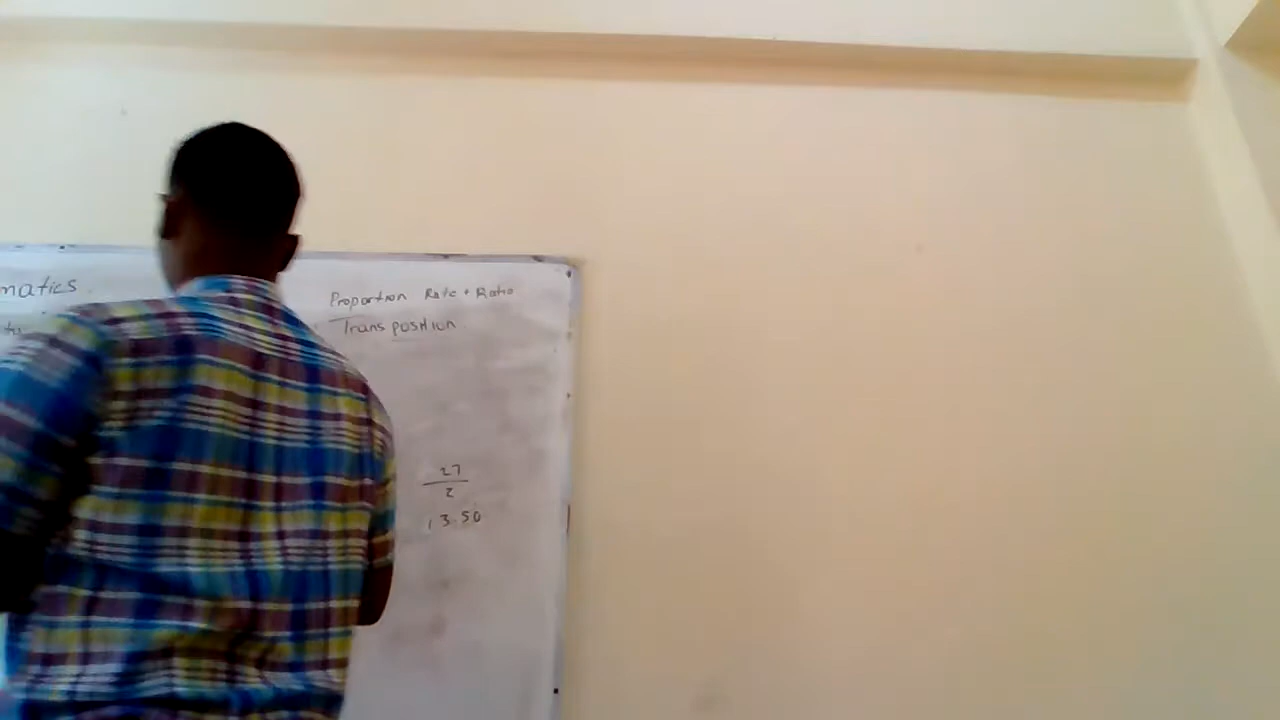 matics
Proportion Rate + Ratio
Transposition
27
2
13.50